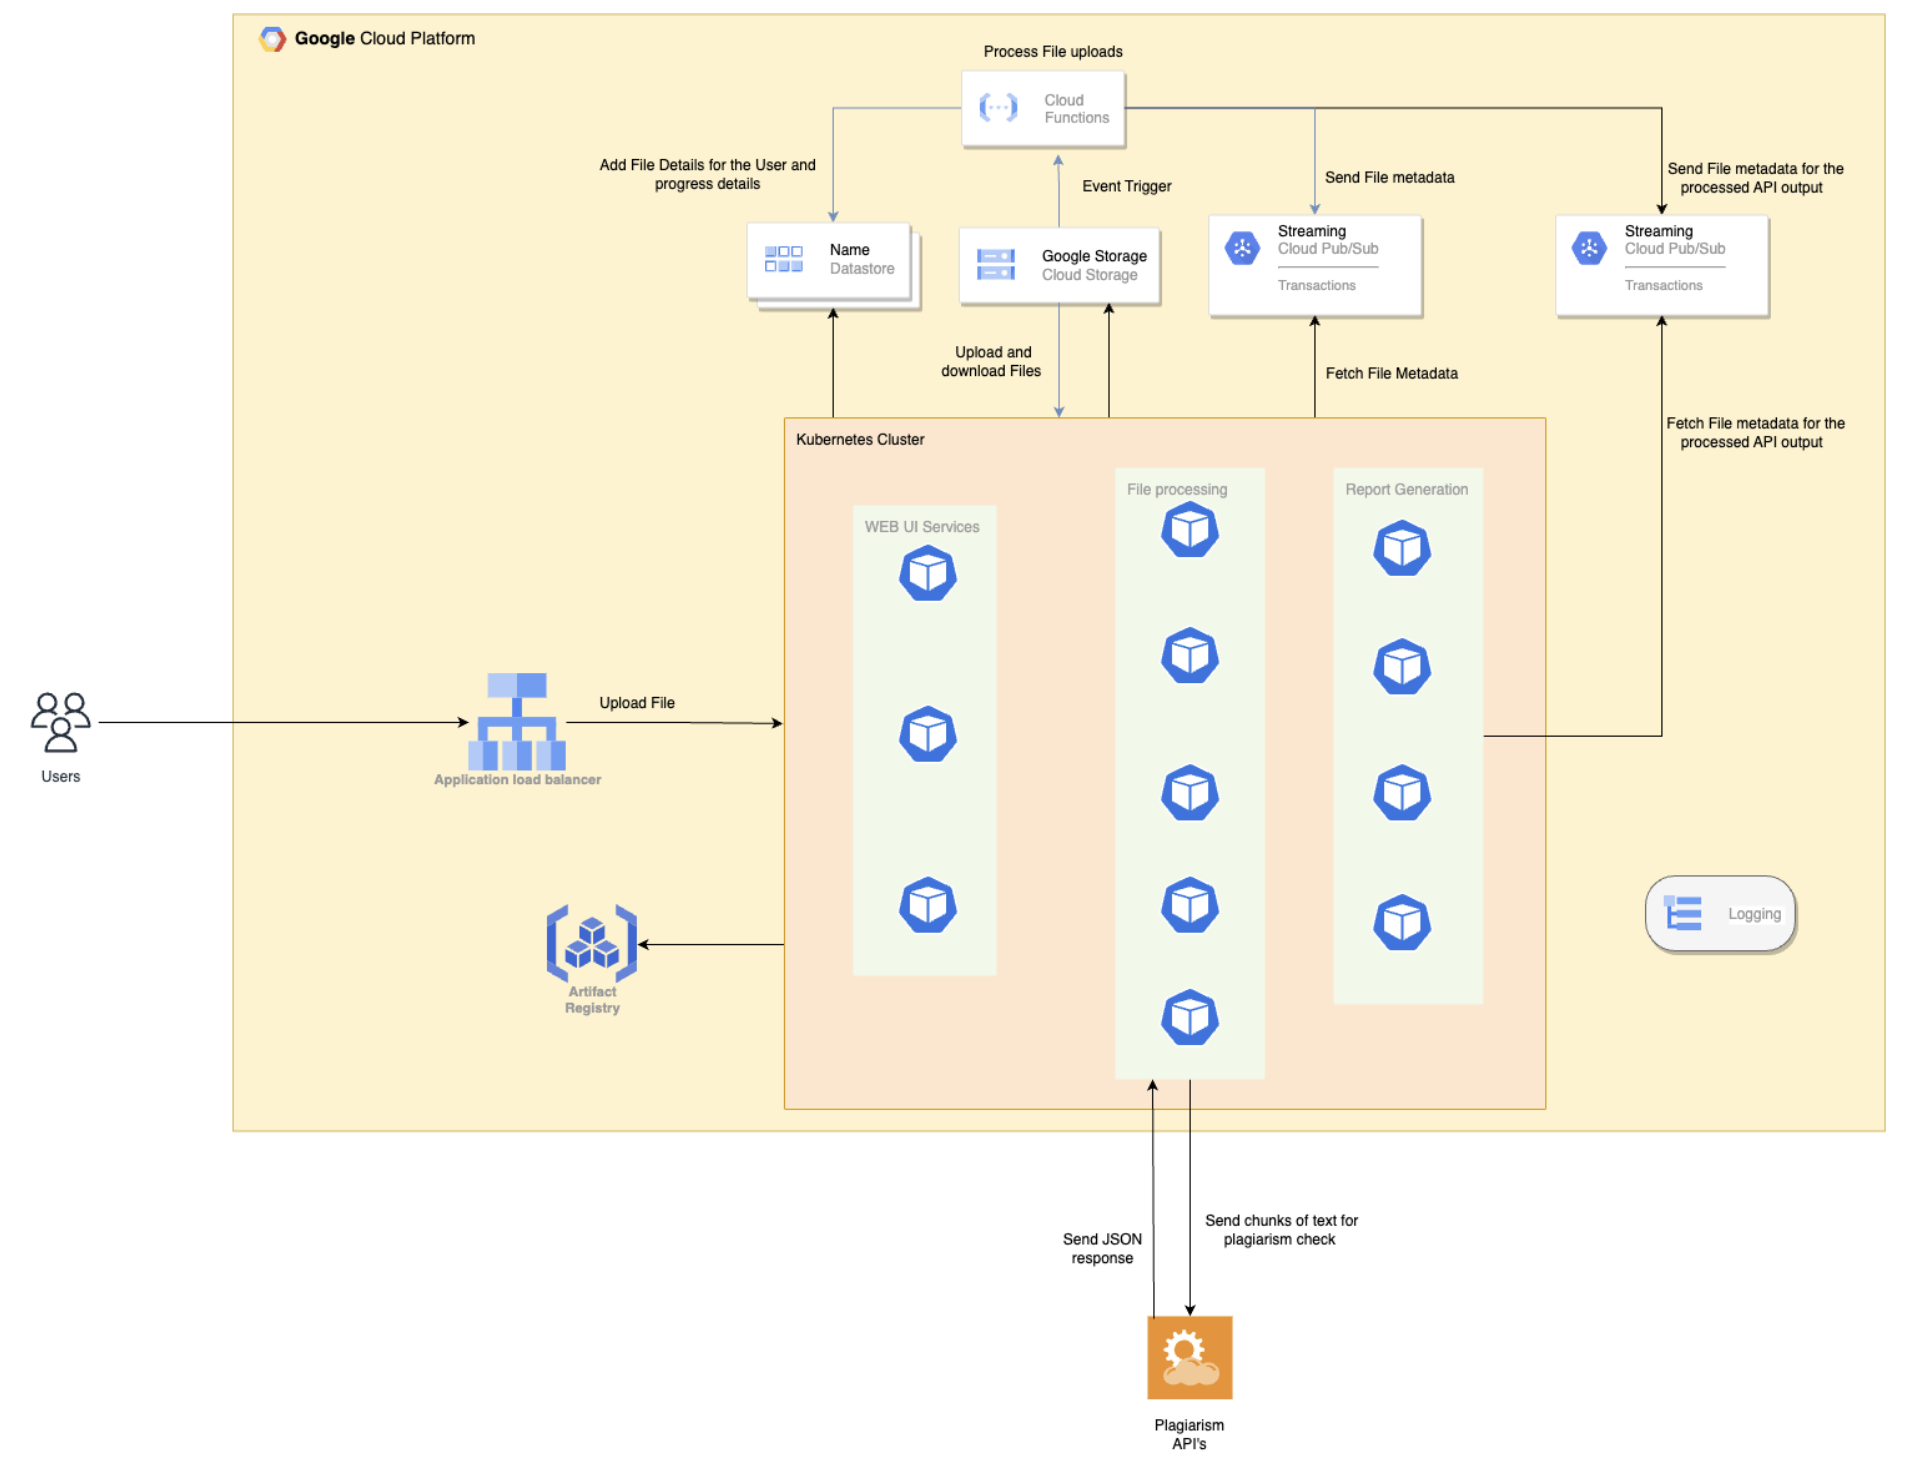 Google Cloud Platform
Process File uploads
Cloud
Functions
Add File Details for the User and
progress details
Event Trigger
Send File metadata
Send File metadata for the
processed API output
Name
Datastore
Google Storage
Cloud Storage
Streaming
Cloud Pub/Sub
Transactions
Streaming
Cloud Pub/Sub
Transactions
Upload and
download Files
Fetch File Metadata
Fetch File metadata for the
processed API output
Kubernetes Cluster
WEB UI Services
File processing
Report Generation
Users
Application load balancer
Upload File
Artifact
Registry
Logging
Send JSON
response
Send chunks of text for
plagiarism check
Plagiarism
API's